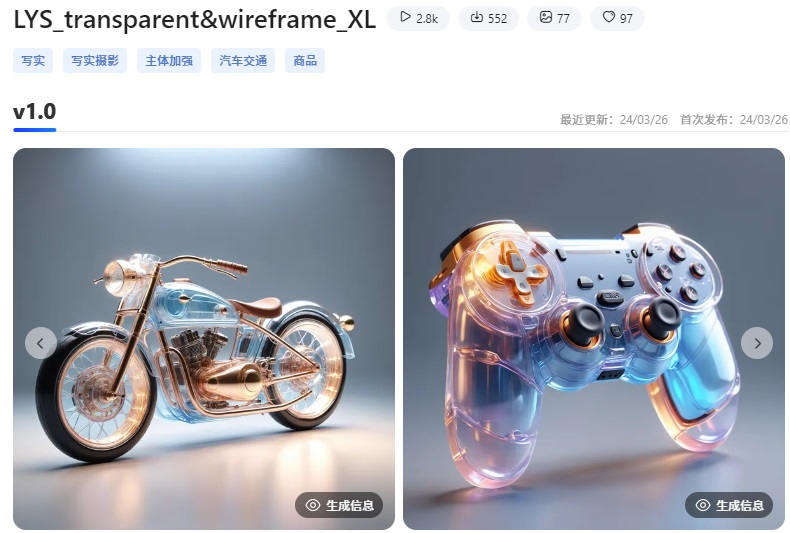 LYS_transparent&wireframe_XL 2.8k 552 77 97
写实 写实摄影 主体加强 汽车交通 商品
v1.0
最近更新：24/03/26 首次发布：24/03/26
生成信息 生成信息